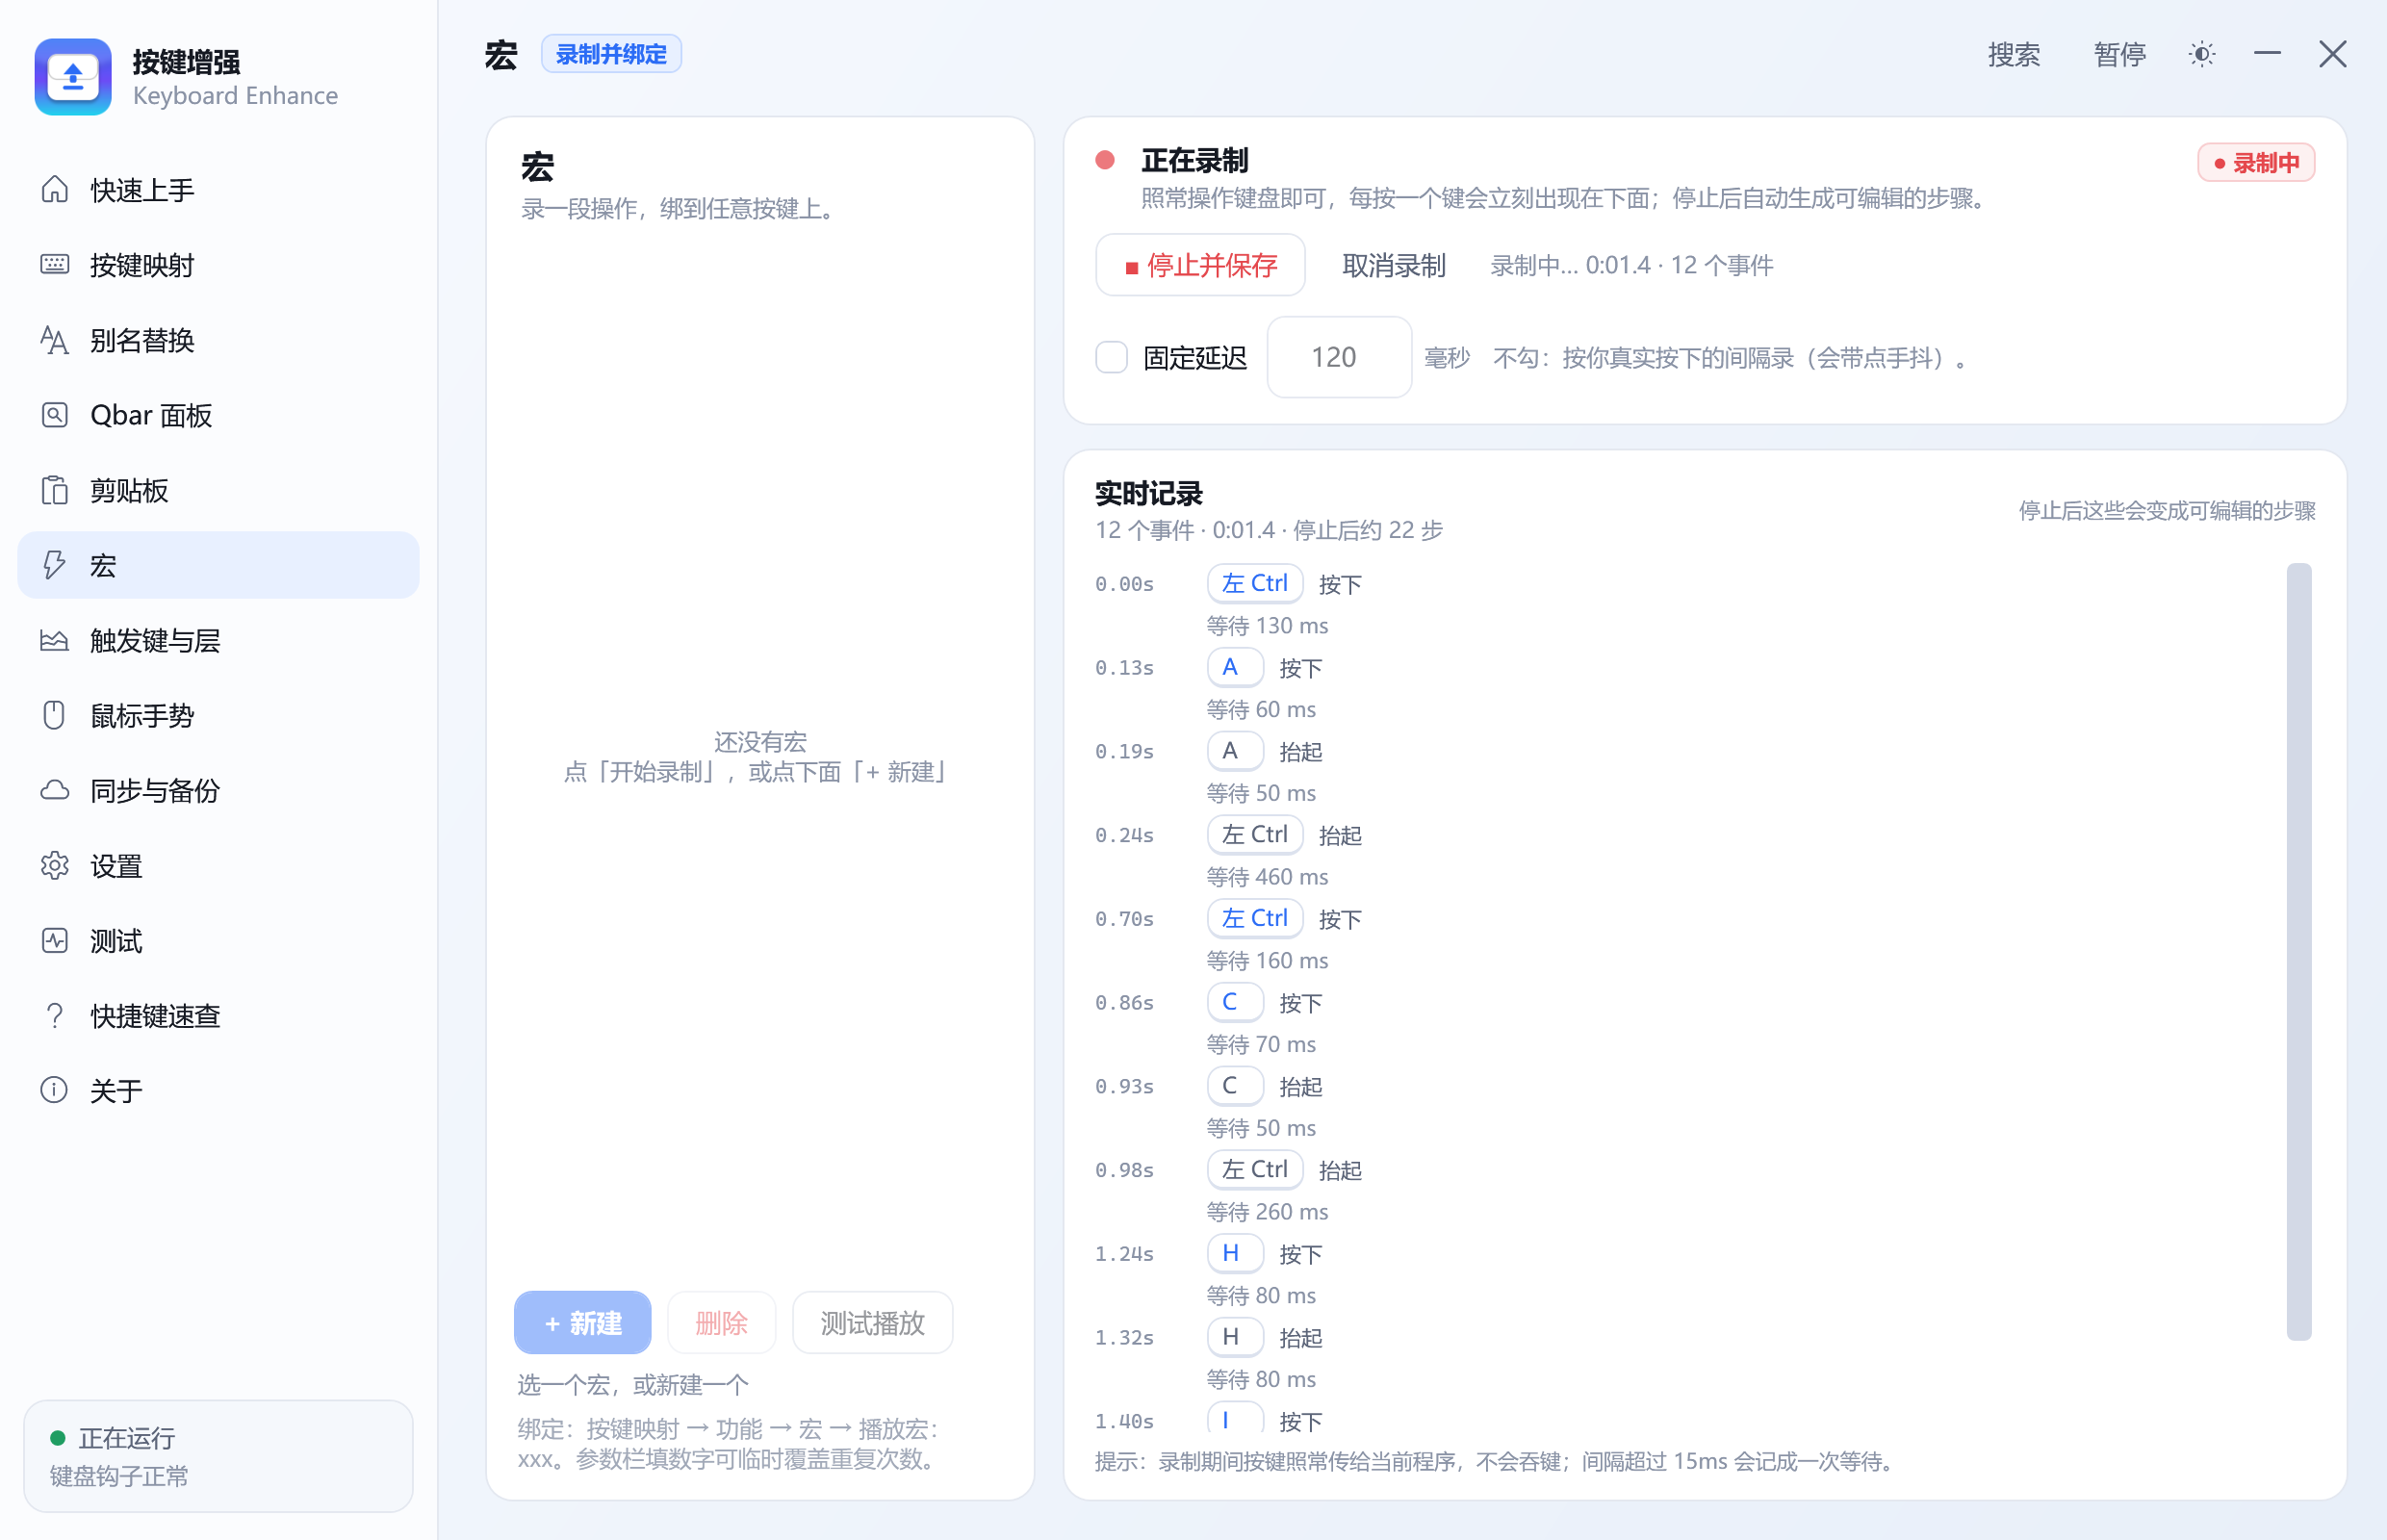 按键增强
Keyboard Enhance
快速上手
按键映射
别名替换
Qbar 面板
剪贴板
宏
触发键与层
鼠标手势
同步与备份
设置
测试
快捷键速查
关于
正在运行
键盘钩子正常
宏 录制并绑定
搜索 暂停
宏
录一段操作，绑到任意按键上。
还没有宏
点「开始录制」，或点下面「+ 新建」
+ 新建 删除 测试播放
选一个宏，或新建一个
绑定：按键映射 → 功能 → 宏 → 播放宏：
xxx。参数栏填数字可临时覆盖重复次数。
正在录制
● 录制中
照常操作键盘即可，每按一个键会立刻出现在下面；停止后自动生成可编辑的步骤。
■ 停止并保存 取消录制 录制中... 0:01.4 · 12 个事件
固定延迟 120 毫秒 不勾：按你真实按下的间隔录（会带点手抖）。
实时记录
12 个事件 · 0:01.4 · 停止后约 22 步
停止后这些会变成可编辑的步骤
0.00s 左 Ctrl 按下
等待 130 ms
0.13s A 按下
等待 60 ms
0.19s A 抬起
等待 50 ms
0.24s 左 Ctrl 抬起
等待 460 ms
0.70s 左 Ctrl 按下
等待 160 ms
0.86s C 按下
等待 70 ms
0.93s C 抬起
等待 50 ms
0.98s 左 Ctrl 抬起
等待 260 ms
1.24s H 按下
等待 80 ms
1.32s H 抬起
等待 80 ms
1.40s I 按下
提示：录制期间按键照常传给当前程序，不会吞键；间隔超过 15ms 会记成一次等待。